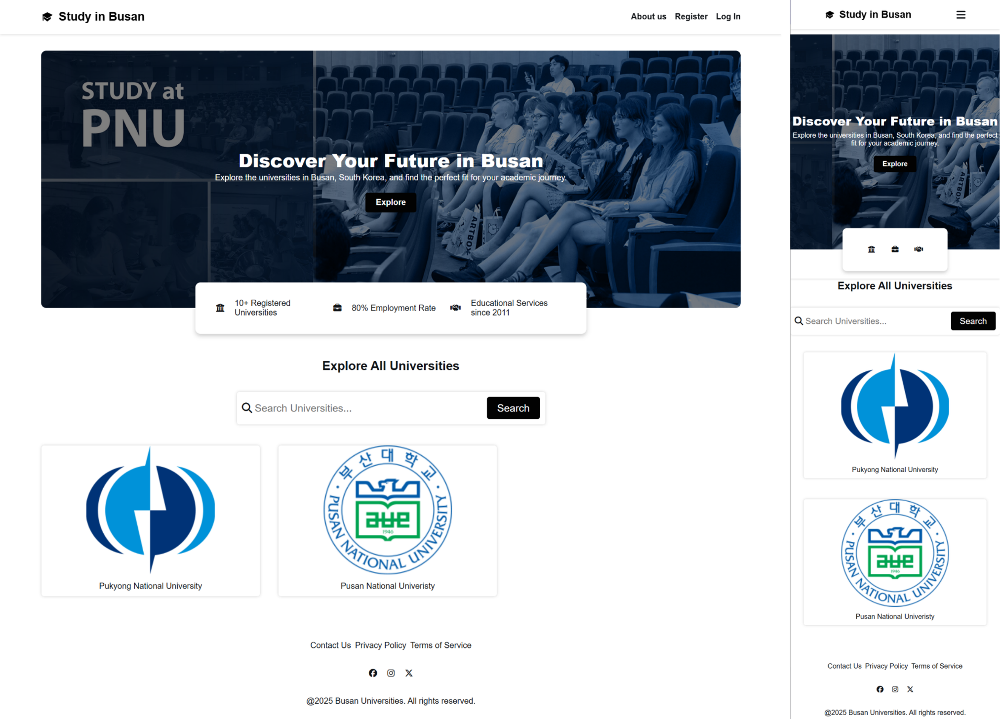 Study in Busan
About us Register Log In
STUDY at
PNU
Discover Your Future in Busan
Explore the universities in Busan, South Korea, and find the perfect fit for your academic journey.
Explore
ARTBOX
10+ Registered
Universities
80% Employment Rate
Educational Services
since 2011
Explore All Universities
Search Universities...
Search
부산대학교
PUSAN NATIONAL UNIVERSITY
1946
Pukyong National University
Pusan National Univeristy
Contact Us Privacy Policy Terms of Service
@2025 Busan Universities. All rights reserved.
Study in Busan
Discover Your Future in Busan
Explore the universities in Busan, South Korea, and find the perfect
fit for your academic journey.
Explore
ARTBOX
Explore All Universities
Search Universities...
Search
Pukyong National University
부산대학교
PUSAN NATIONAL UNIVERSITY
1946
Pusan National Univeristy
Contact Us Privacy Policy Terms of Service
@2025 Busan Universities. All rights reserved.